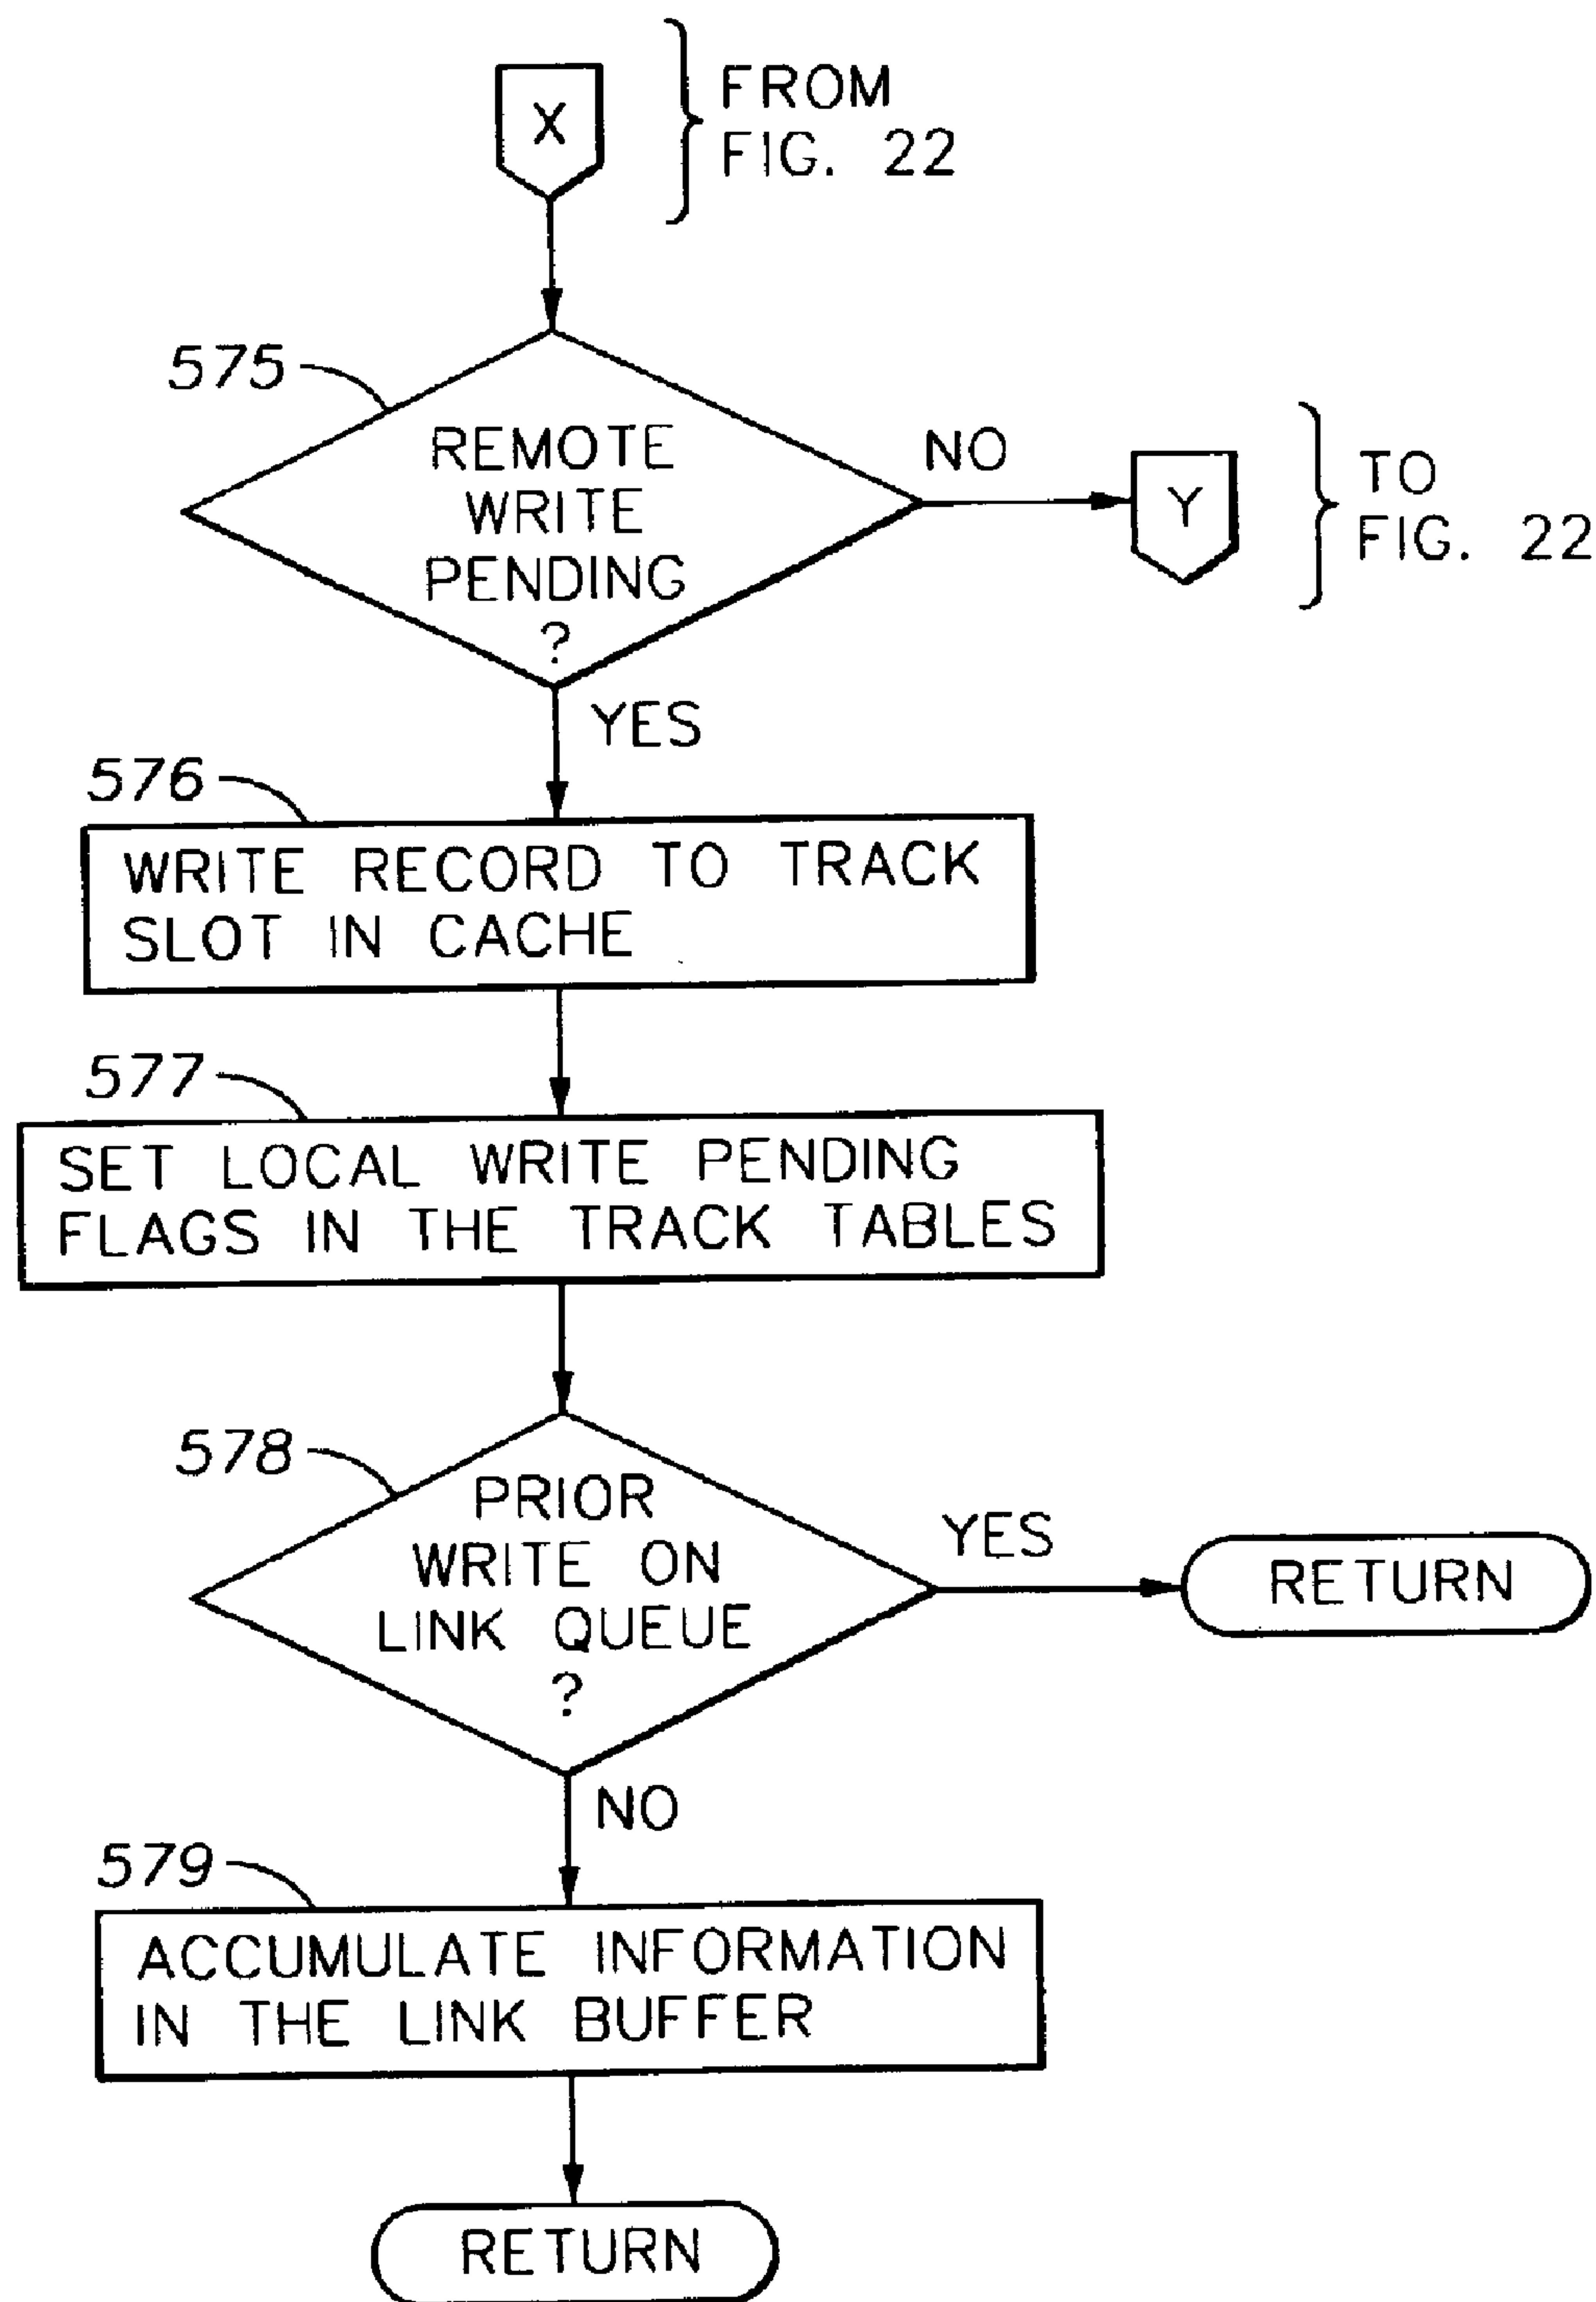 X
FROM
FIG. 22
575
REMOTE
WRITE
PENDING
?
NO
Y
TO
FIG. 22
YES
576
WRITE RECORD TO TRACK
SLOT IN CACHE
577
SET LOCAL WRITE PENDING
FLAGS IN THE TRACK TABLES
578
PRIOR
WRITE ON
LINK QUEUE
?
YES
RETURN
NO
579
ACCUMULATE INFORMATION
IN THE LINK BUFFER
RETURN